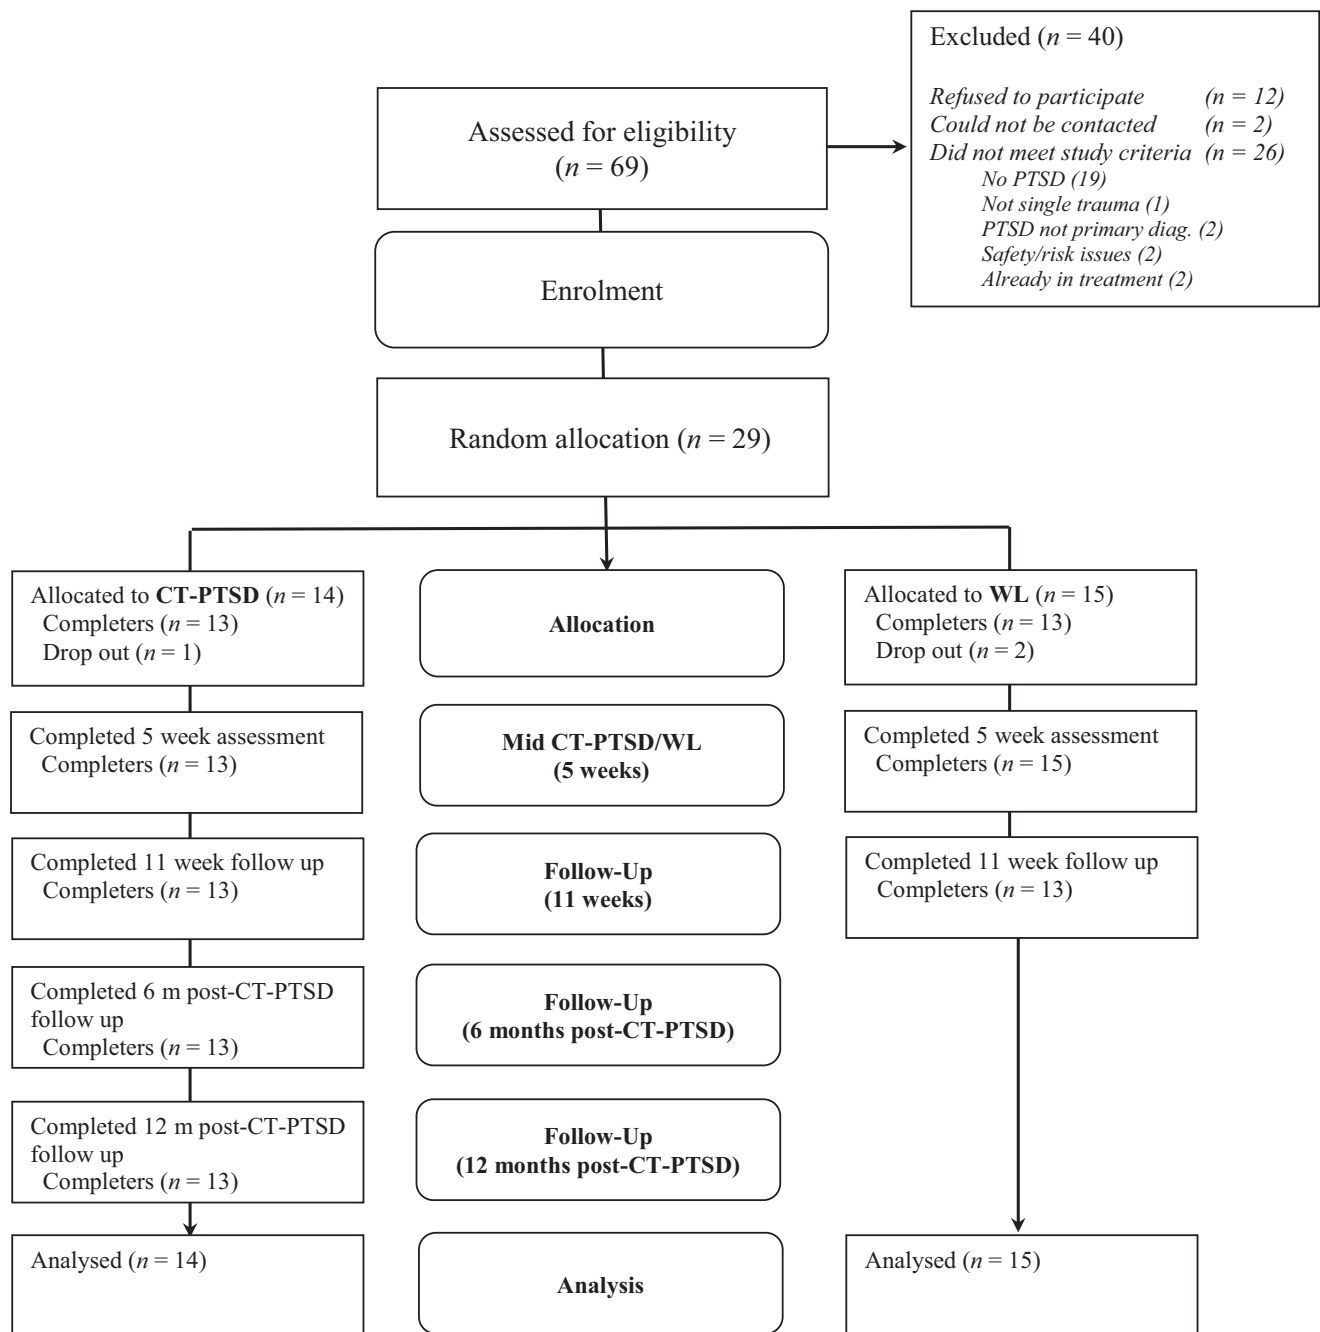 Excluded (n = 40)
Refused to participate (n = 12)
Could not be contacted (n = 2)
Did not meet study criteria (n = 26)
No PTSD (19)
Not single trauma (1)
PTSD not primary diag. (2)
Safety/risk issues (2)
Already in treatment (2)
Assessed for eligibility
(n = 69)
Enrolment
Random allocation (n = 29)
Allocated to CT-PTSD (n = 14)
Completers (n = 13)
Drop out (n = 1)
Allocation
Allocated to WL (n = 15)
Completers (n = 13)
Drop out (n = 2)
Completed 5 week assessment
Completers (n = 13)
Mid CT-PTSD/WL
(5 weeks)
Completed 5 week assessment
Completers (n = 15)
Completed 11 week follow up
Completers (n = 13)
Follow-Up
(11 weeks)
Completed 11 week follow up
Completers (n = 13)
Completed 6 m post-CT-PTSD
follow up
Completers (n = 13)
Follow-Up
(6 months post-CT-PTSD)
Completed 12 m post-CT-PTSD
follow up
Completers (n = 13)
Follow-Up
(12 months post-CT-PTSD)
Analysed (n = 14)
Analysis
Analysed (n = 15)